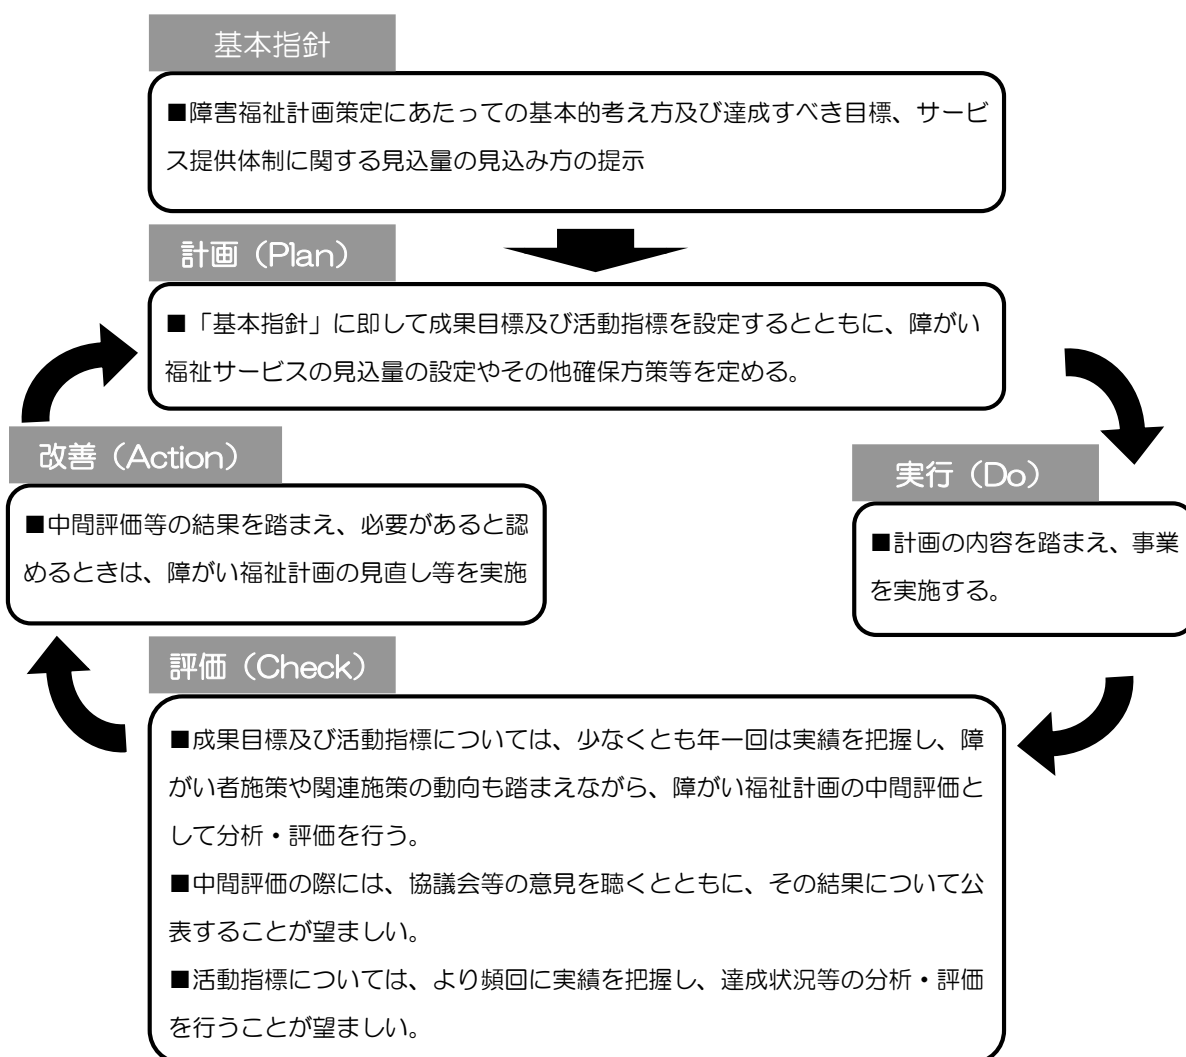 基本指針
■障害福祉計画策定にあたっての基本的考え方及び達成すべき目標、サービ
ス提供体制に関する見込量の見込み方の提示
計画（Plan）
■「基本指針」に即して成果目標及び活動指標を設定するとともに、障がい
福祉サービスの見込量の設定やその他確保方策等を定める。
改善（Action）
■中間評価等の結果を踏まえ、必要があると認
めるときは、障がい福祉計画の見直し等を実施
実行（Do）
■計画の内容を踏まえ、事業
を実施する。
評価（Check）
■成果目標及び活動指標については、少なくとも年一回は実績を把握し、障
がい者施策や関連施策の動向も踏まえながら、障がい福祉計画の中間評価と
して分析・評価を行う。
■中間評価の際には、協議会等の意見を聴くとともに、その結果について公
表することが望ましい。
■活動指標については、より頻回に実績を把握し、達成状況等の分析・評価
を行うことが望ましい。